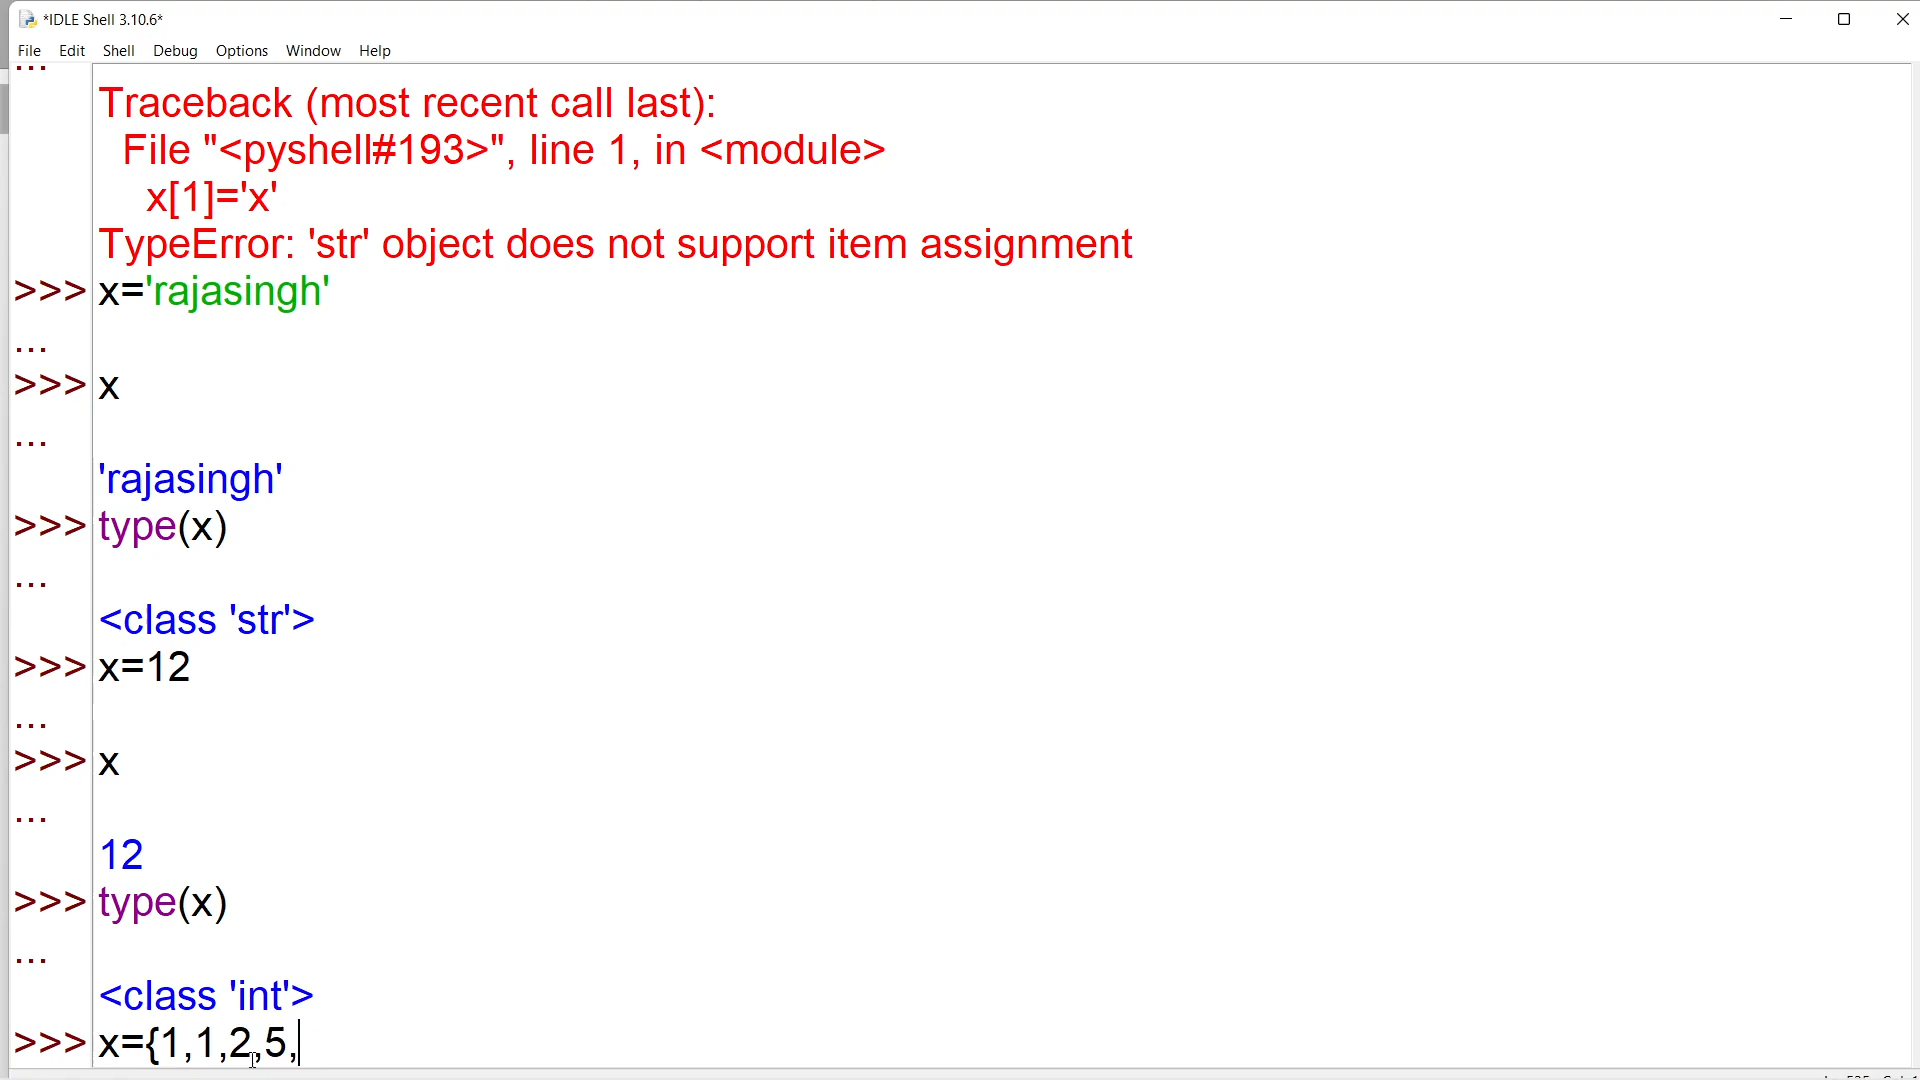 *IDLE Shell 3.10.6*
File Edit Shell Debug Options Window Help
...
Traceback (most recent call last):
  File "<pyshell#193>", line 1, in <module>
    x[1]='x'
TypeError: 'str' object does not support item assignment
>>> x='rajasingh'
...
>>> x
...
'rajasingh'
>>> type(x)
...
<class 'str'>
>>> x=12
...
>>> x
...
12
>>> type(x)
...
<class 'int'>
>>> x={1,1,2,5,